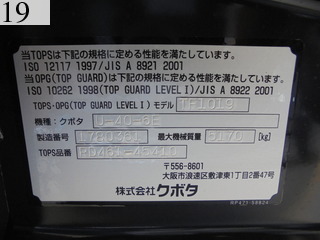 19
当TOPSは下記の規格に定める性能を満たしています。
ISO 12117 1997/JIS A 8921 2001
当OPG(TOP GUARD)は下記の規格に定める性能を満たしています。
ISO 10262 1998(TOP GUARD LEVEL I)/JIS A 8922 2001
TOPS・OPG(TOP GUARD LEVEL I) モデル
機種: クボタ U-40-6E
製造番号 最大機械質量 [kg]
TOPS品番
〒556-8601
大阪市浪速区敷津東1丁目2番47号
株式会社クボタ